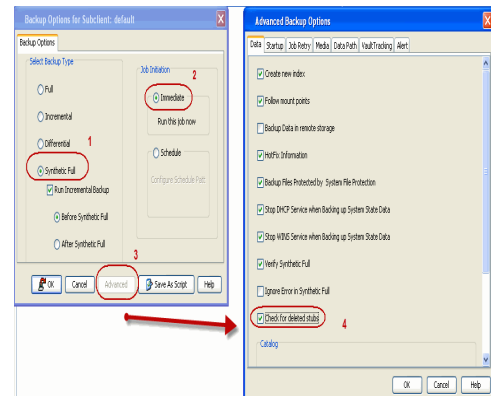 Backup Options for Subclient: default
Backup Options
Select Backup Type
Full
Incremental
Differential
1
Synthetic Full
Run Incremental Backup
Before Synthetic Full
After Synthetic Full
Job Initiation
2
Immediate
Run this job now
Schedule
Configure Schedule Patt
3
OK
Cancel
Advanced
Save As Script
Help
Advanced Backup Options
Data
Startup
Job Retry
Media
Data Path
VaultTracking
Alert
Create new index
Follow mount points
Backup Data in remote storage
HotFix Information
Backup Files Protected by System File Protection
Stop DHCP Service when Backing up System State Data
Stop WINS Service when Backing up System State Data
Verify Synthetic Full
Ignore Error in Synthetic Full
Check for deleted stubs
4
Catalog
OK
Cancel
Help